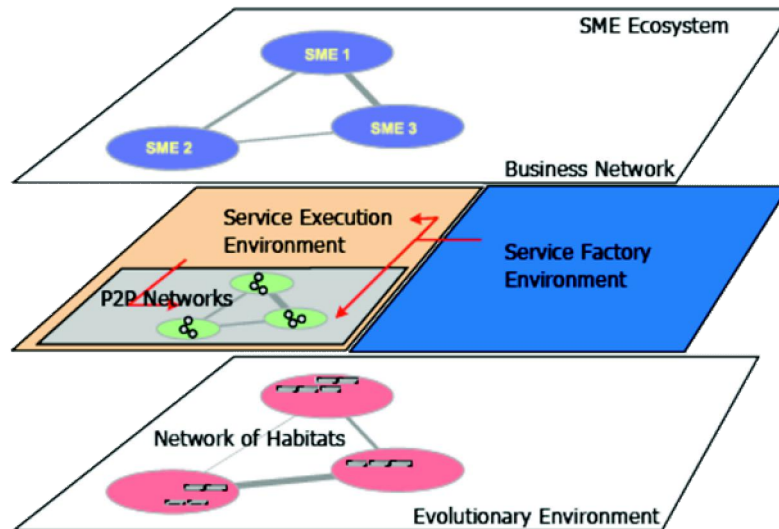 SME Ecosystem
SME 1
SME 2
SME 3
Business Network
Service Execution
Environment
Service Factory
Environment
P2P Networks
Network of Habitats
Evolutionary Environment